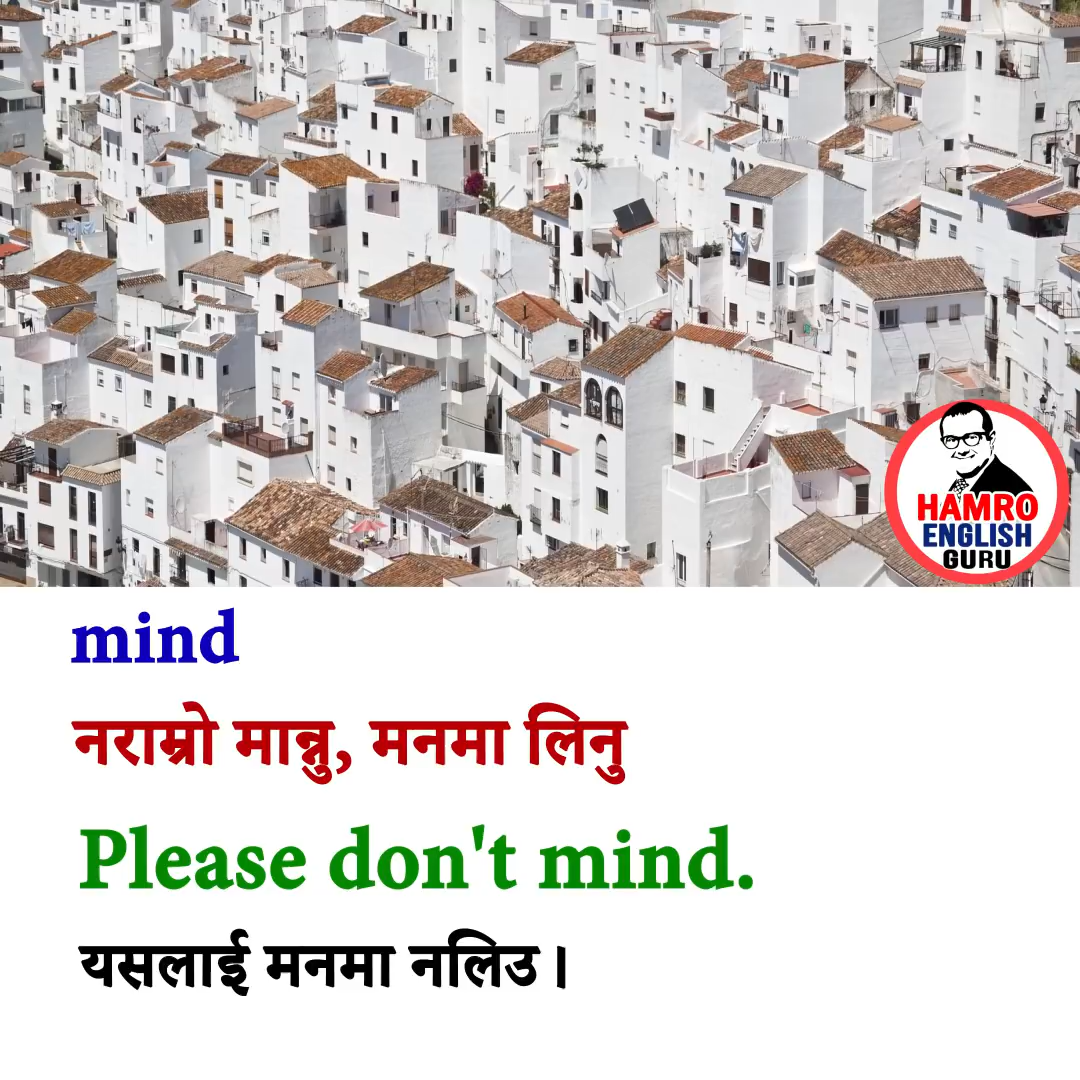 HAMRO
ENGLISH
GURU
mind
नराम्रो मान्नु, मनमा लिनु
Please don't mind.
यसलाई मनमा नलिउ।